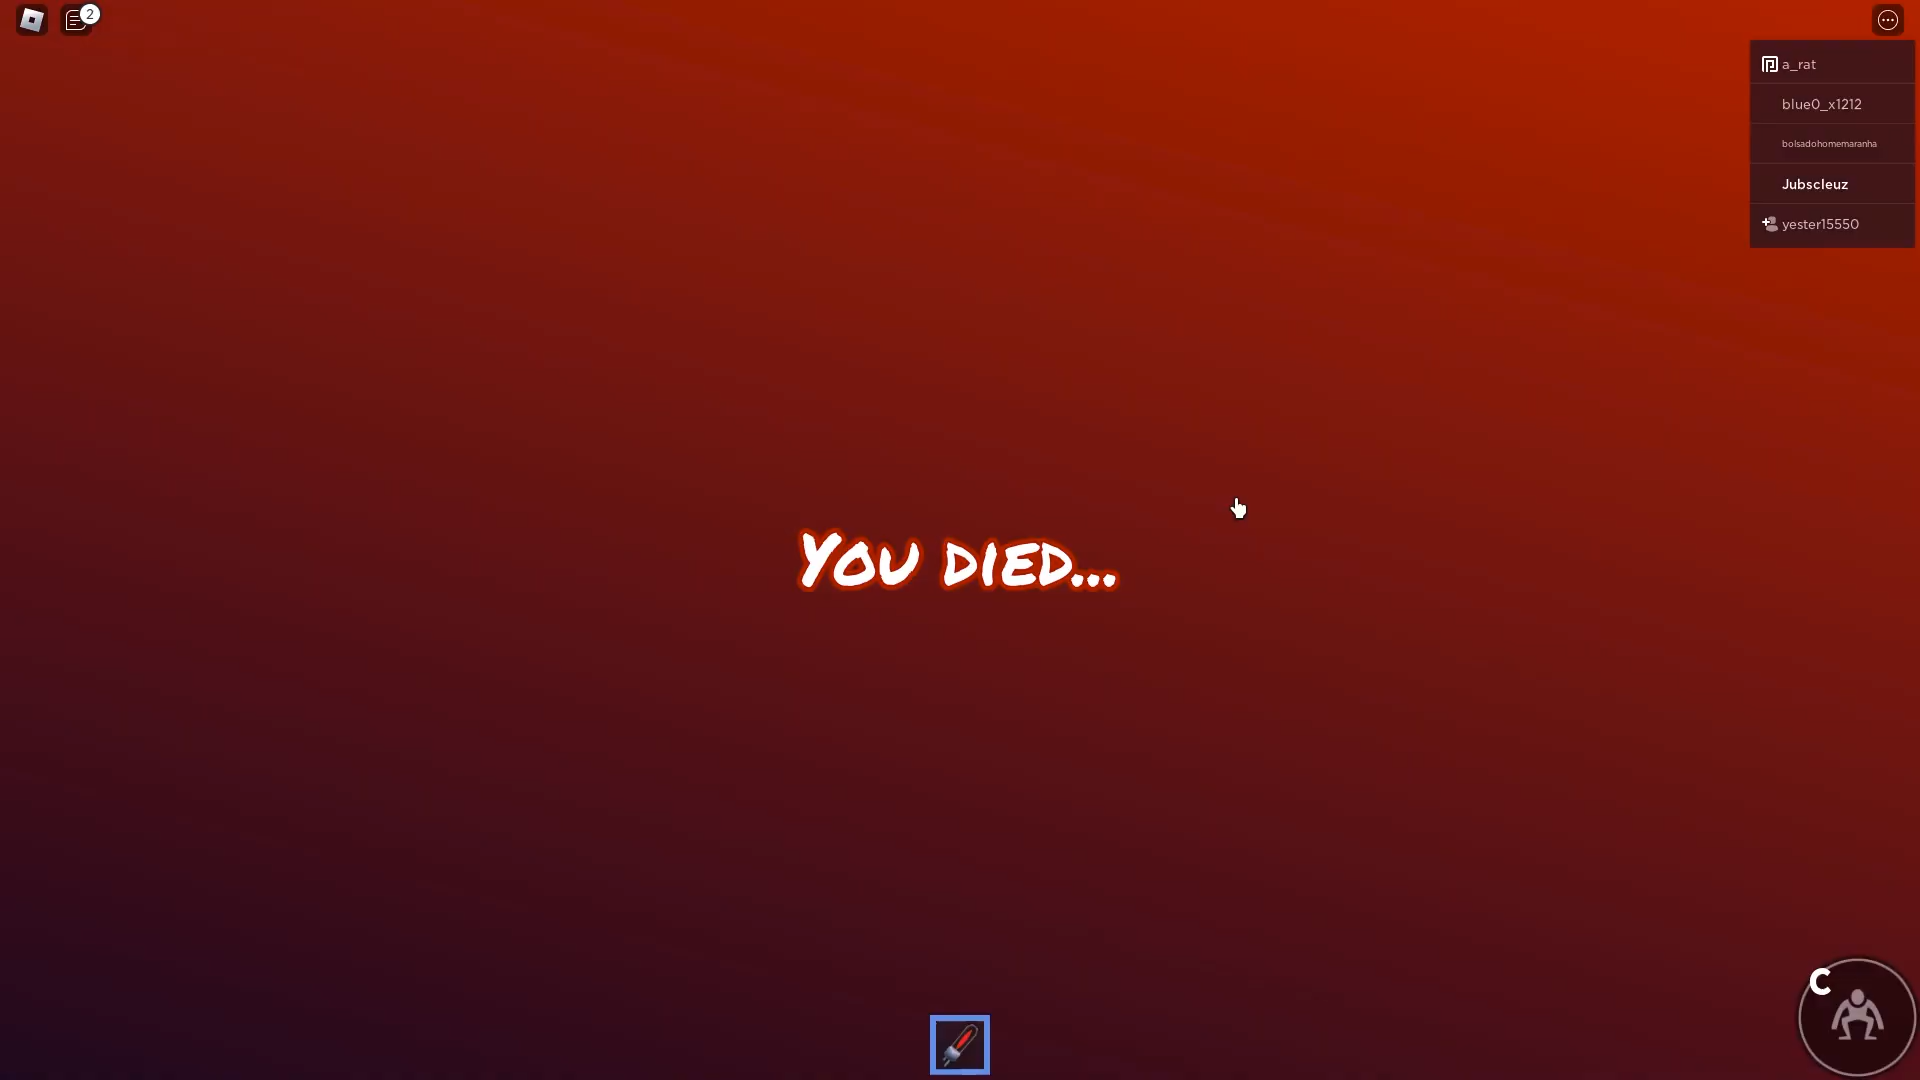 2
a_rat
blue0_x1212
bolsadohomemaranha
Jubscleuz
yester15550
You died...
C